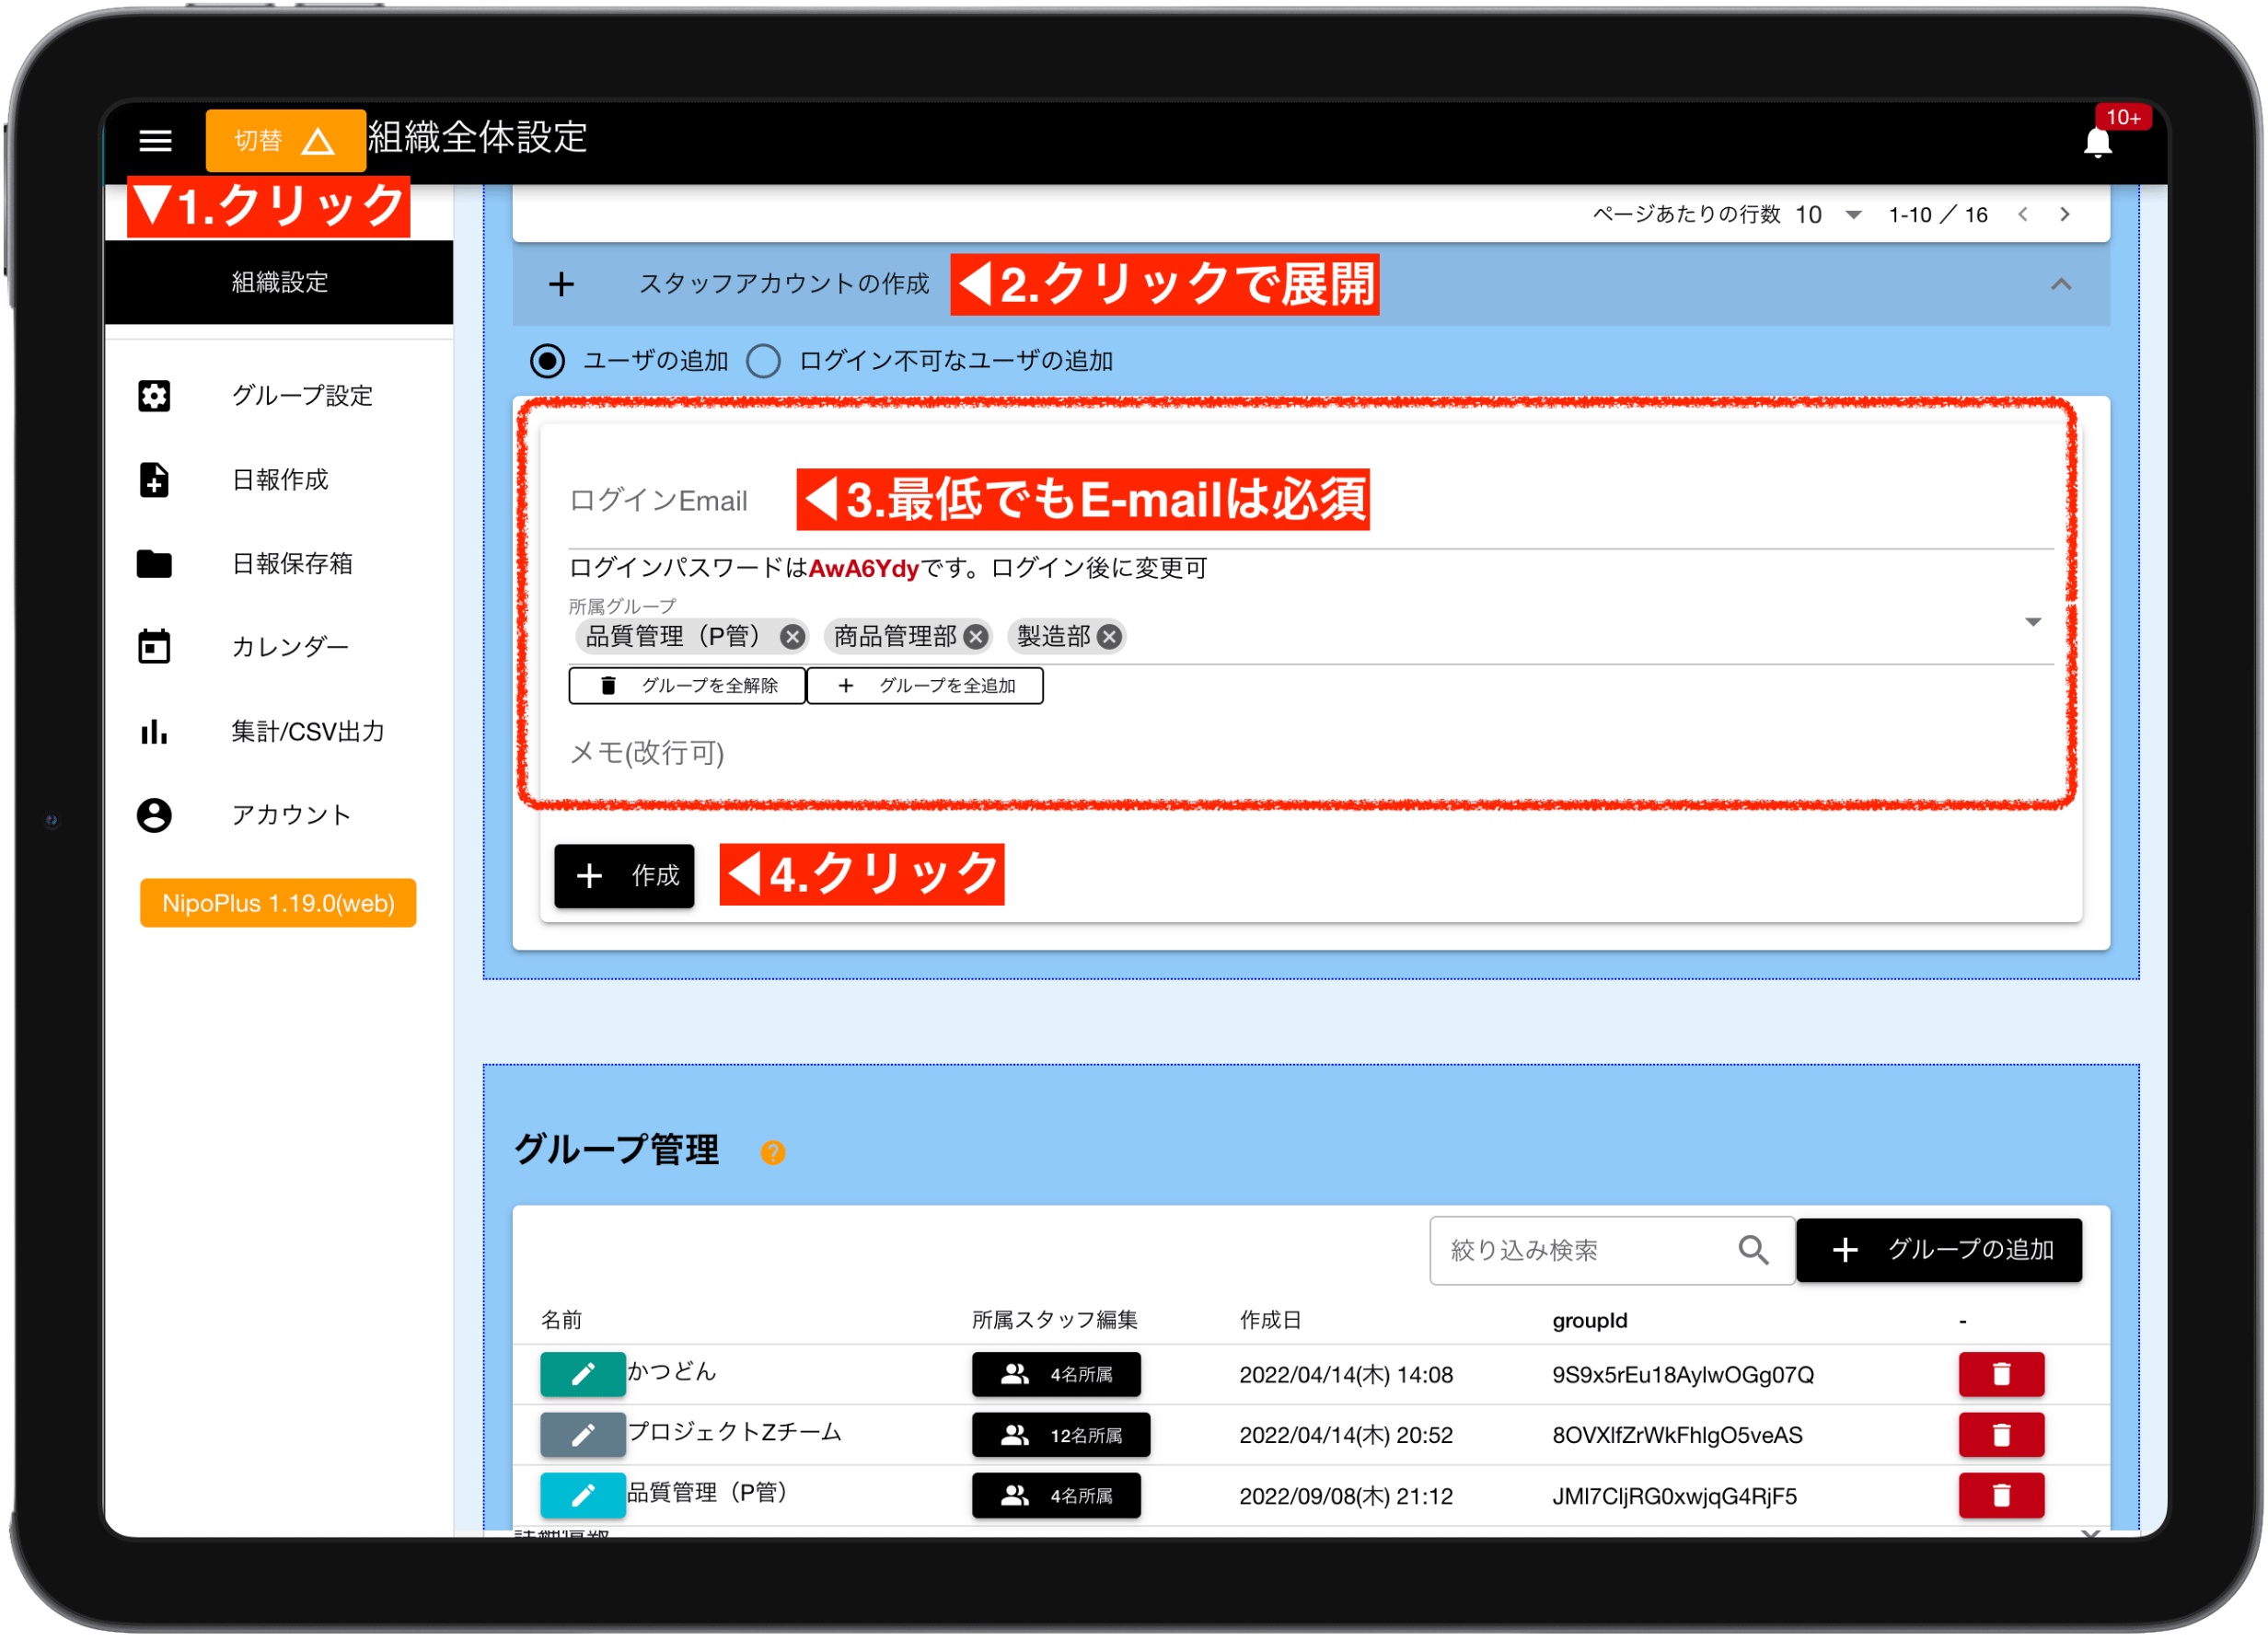 切替 組織全体設定 10+
▼1.クリック
ページあたりの行数 10 1-10 ／ 16
組織設定
スタッフアカウントの作成 ◀2.クリックで展開
ユーザの追加 ログイン不可なユーザの追加
グループ設定
日報作成
日報保存箱
カレンダー
集計/CSV出力
アカウント
NipoPlus 1.19.0(web)
ログインEmail ◀3.最低でもE-mailは必須
ログインパスワードはAwA6Ydyです。ログイン後に変更可
所属グループ
品質管理（P管） 商品管理部 製造部
グループを全解除 + グループを全追加
メモ(改行可)
+ 作成 ◀4.クリック
グループ管理 ?
絞り込み検索 + グループの追加
名前 所属スタッフ編集 作成日 groupId -
かつどん 4名所属 2022/04/14(木) 14:08 9S9x5rEu18AylwOGg07Q
プロジェクトZチーム 12名所属 2022/04/14(木) 20:52 8OVXlfZrWkFhlgO5veAS
品質管理（P管） 4名所属 2022/09/08(木) 21:12 JMl7CljRG0xwjqG4RjF5